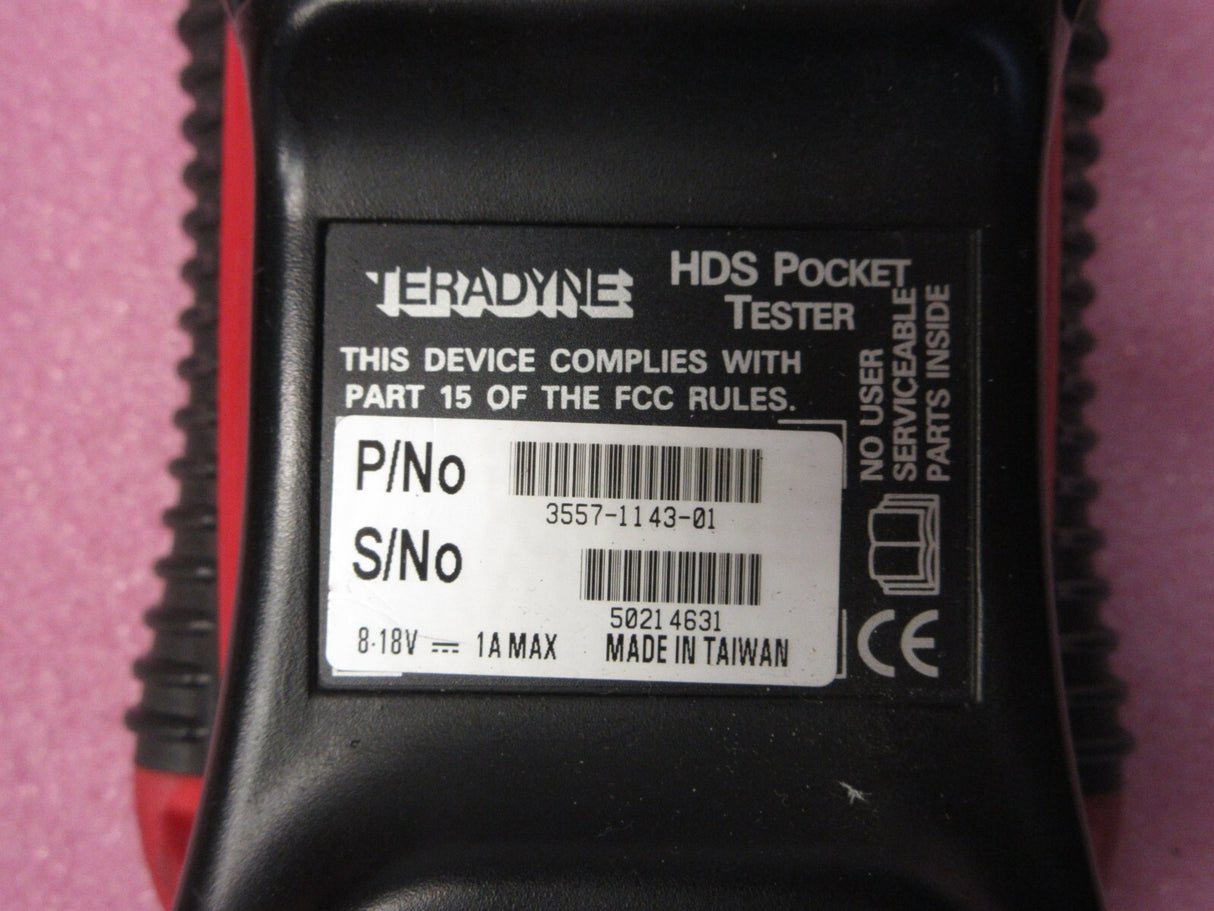 TERADYNE
HDS POCKET
TESTER
THIS DEVICE COMPLIES WITH
PART 15 OF THE FCC RULES.
NO USER
SERVICEABLE
PARTS INSIDE
P/No
3557-1143-01
S/No
50214631
8-18V ⎓ 1A MAX MADE IN TAIWAN
CE